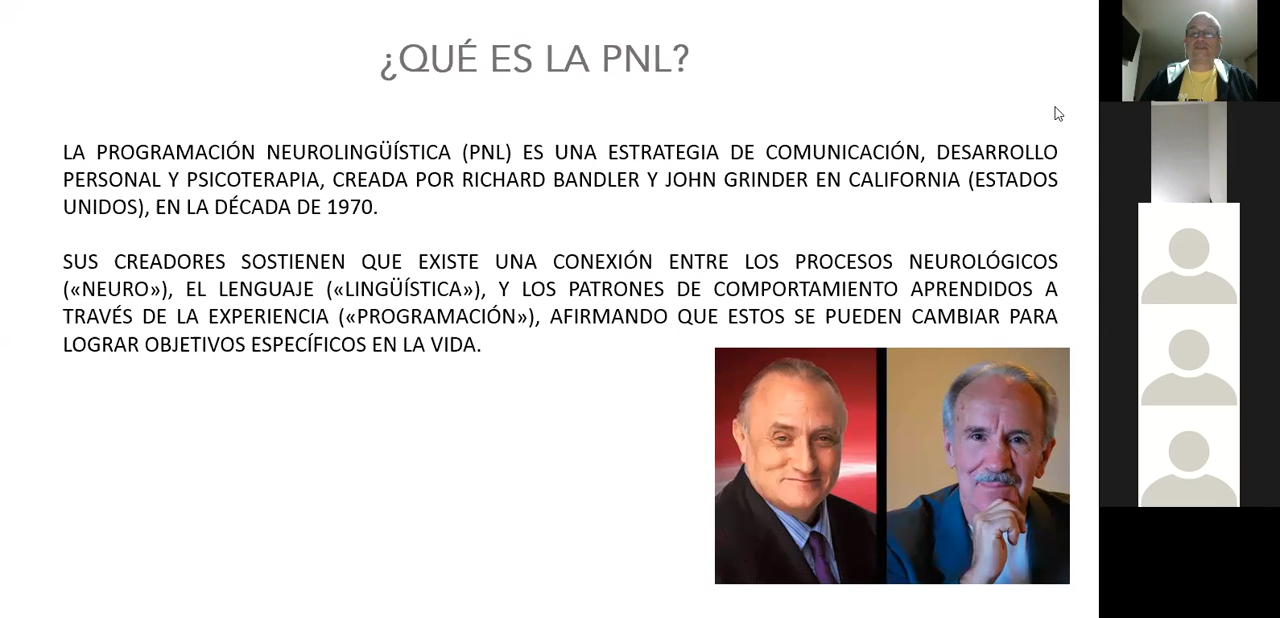 ¿QUÉ ES LA PNL?
LA PROGRAMACIÓN NEUROLINGÜÍSTICA (PNL) ES UNA ESTRATEGIA DE COMUNICACIÓN, DESARROLLO
PERSONAL Y PSICOTERAPIA, CREADA POR RICHARD BANDLER Y JOHN GRINDER EN CALIFORNIA (ESTADOS
UNIDOS), EN LA DÉCADA DE 1970.
SUS CREADORES SOSTIENEN QUE EXISTE UNA CONEXIÓN ENTRE LOS PROCESOS NEUROLÓGICOS
(«NEURO»), EL LENGUAJE («LINGÜÍSTICA»), Y LOS PATRONES DE COMPORTAMIENTO APRENDIDOS A
TRAVÉS DE LA EXPERIENCIA («PROGRAMACIÓN»), AFIRMANDO QUE ESTOS SE PUEDEN CAMBIAR PARA
LOGRAR OBJETIVOS ESPECÍFICOS EN LA VIDA.